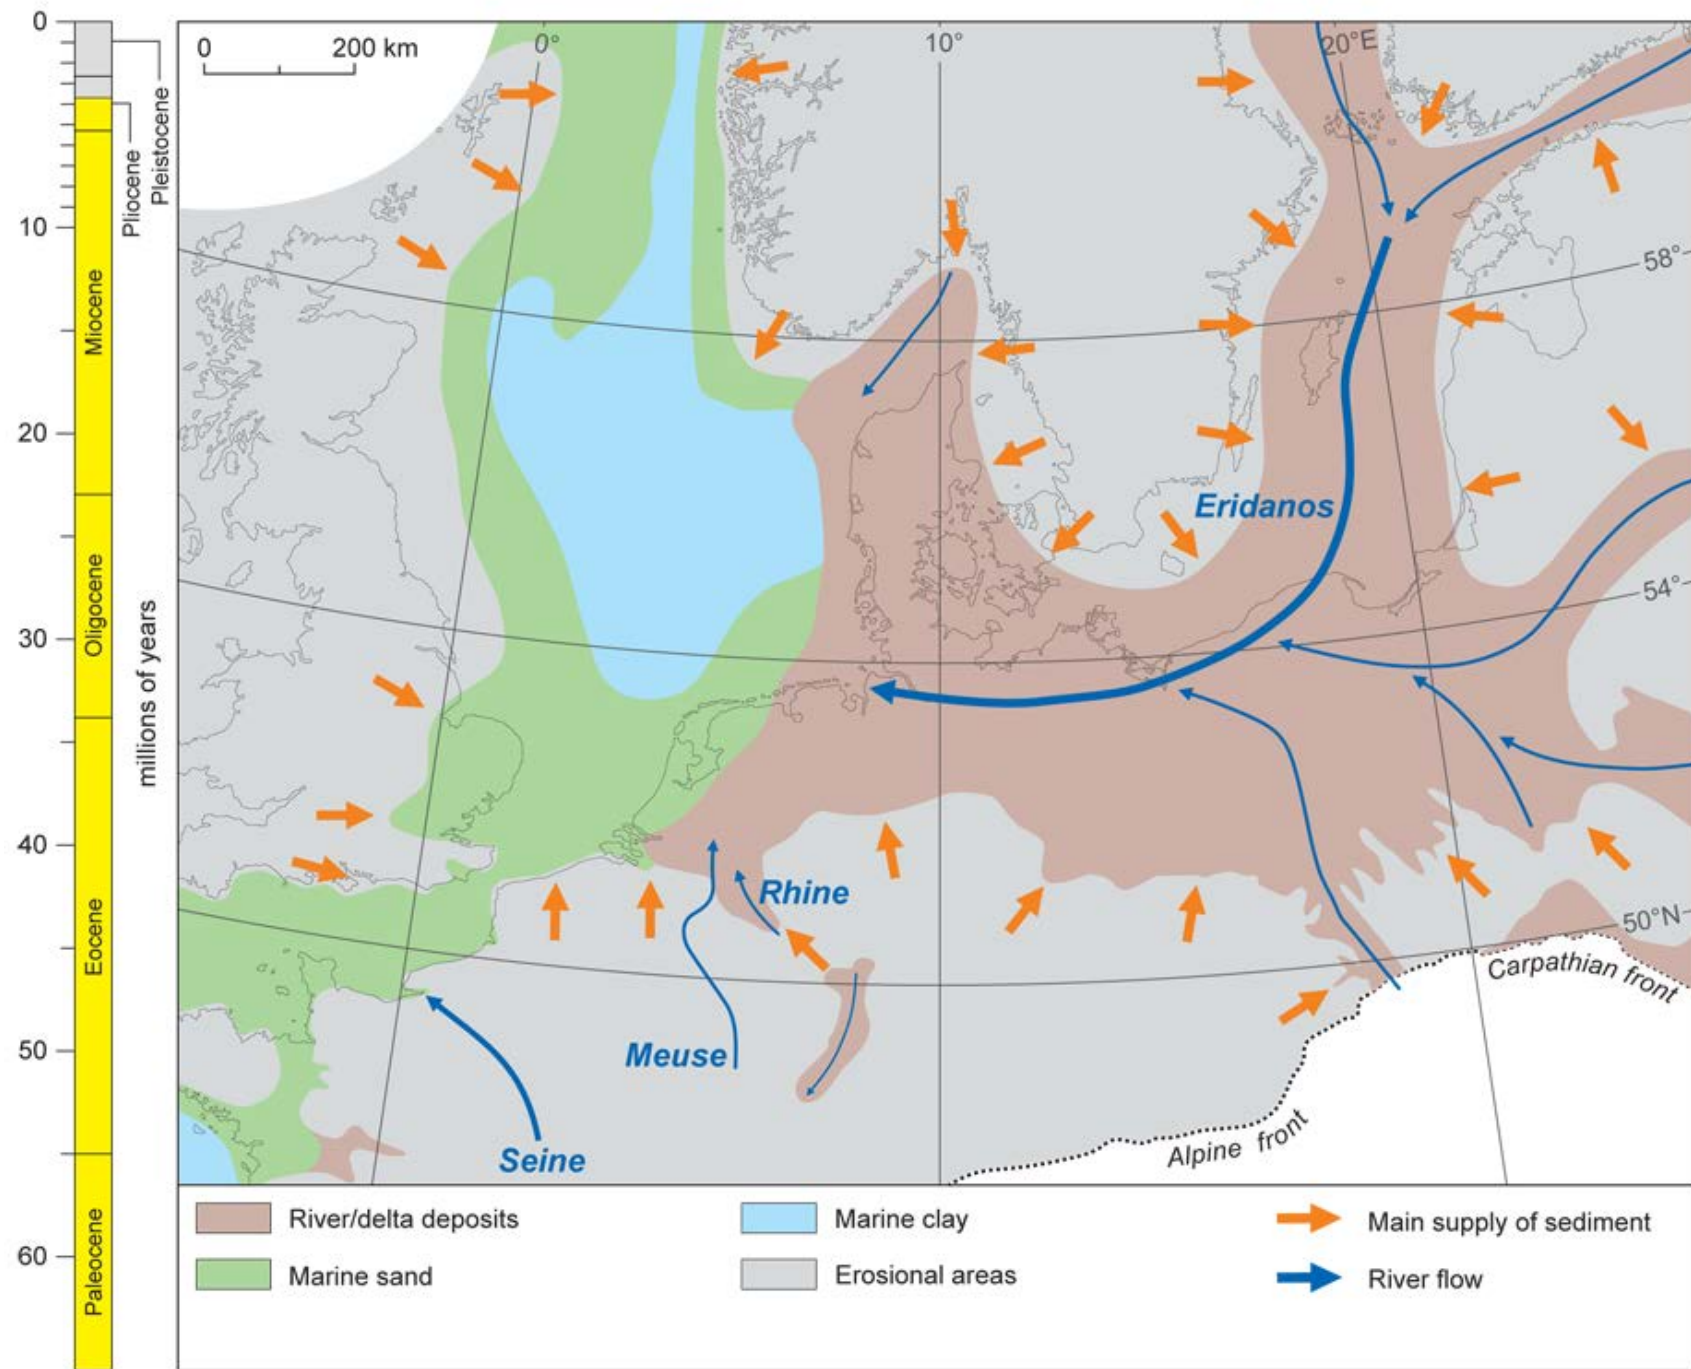 0
10
20
30
40
50
60
millions of years
Pliocene
Pleistocene
Miocene
Oligocene
Eocene
Paleocene
0 200 km
0°
10°
20°E
58°
54°
50°N
Eridanos
Rhine
Meuse
Seine
Carpathian front
Alpine front
River/delta deposits
Marine sand
Marine clay
Erosional areas
Main supply of sediment
River flow